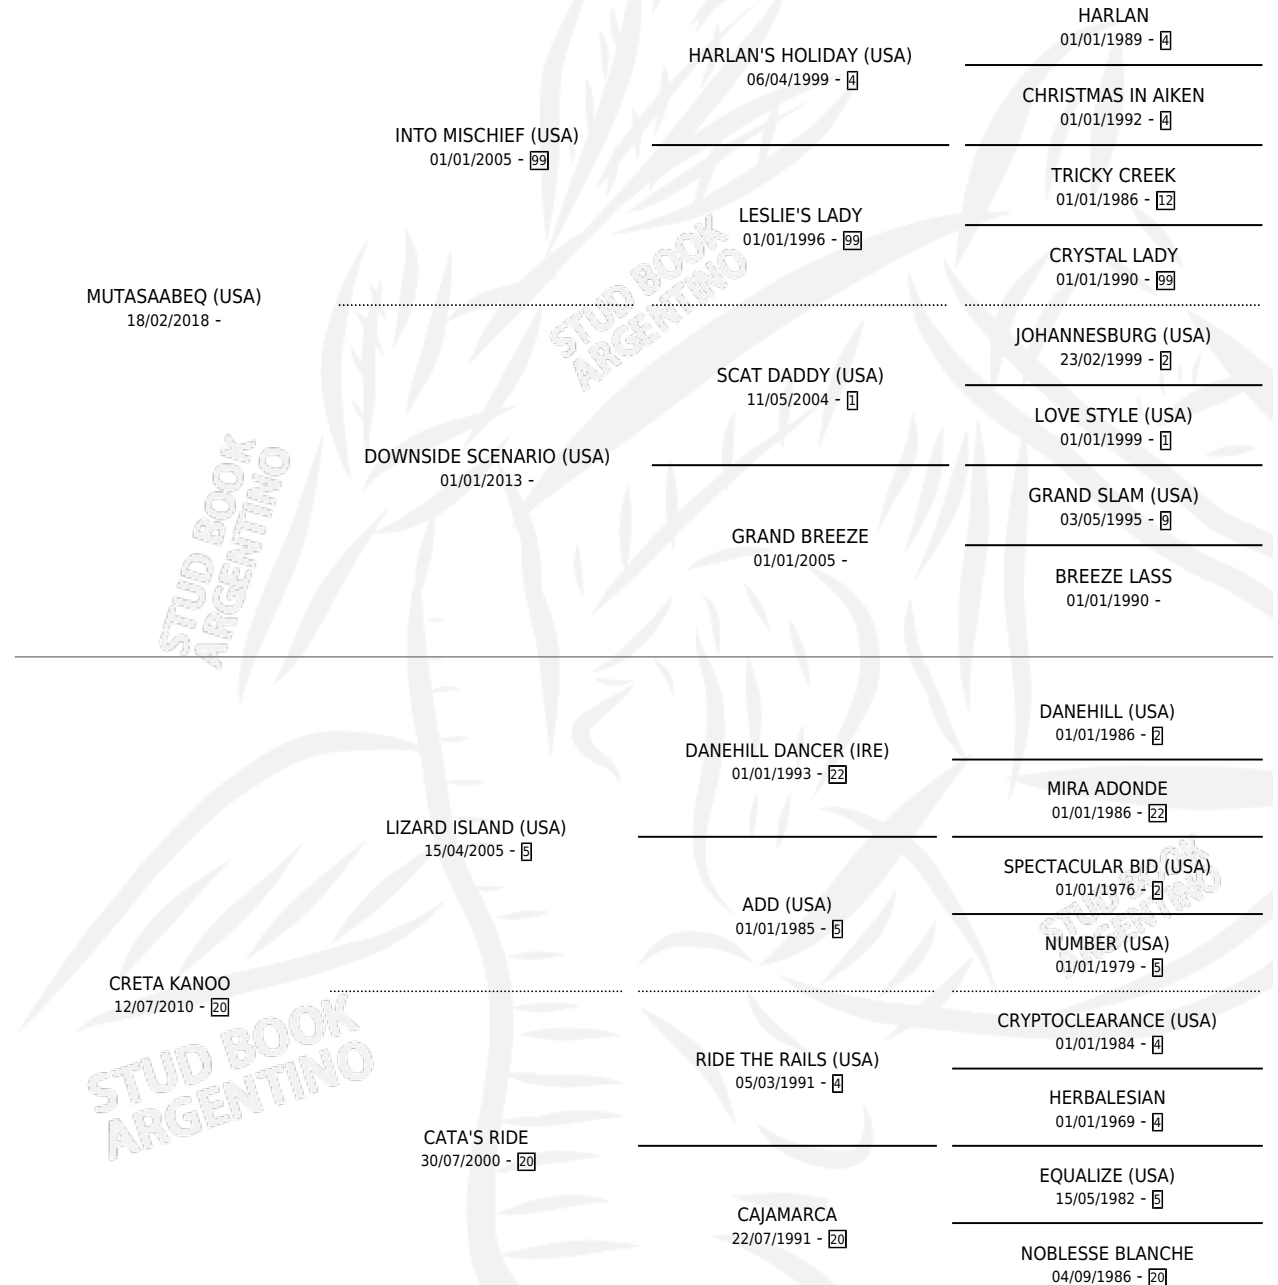 HARLAN
01/01/1989 - 4
HARLAN'S HOLIDAY (USA)
06/04/1999 - 4
CHRISTMAS IN AIKEN
01/01/1992 - 4
INTO MISCHIEF (USA)
01/01/2005 - 99
TRICKY CREEK
01/01/1986 - 12
LESLIE'S LADY
01/01/1996 - 99
CRYSTAL LADY
01/01/1990 - 99
MUTASAABEQ (USA)
18/02/2018 -
JOHANNESBURG (USA)
23/02/1999 - 2
SCAT DADDY (USA)
11/05/2004 - 1
LOVE STYLE (USA)
01/01/1999 - 1
DOWNSIDE SCENARIO (USA)
01/01/2013 -
GRAND SLAM (USA)
03/05/1995 - 9
GRAND BREEZE
01/01/2005 -
BREEZE LASS
01/01/1990 -
STUD BOOK
ARGENTINO
STUD BOOK
ARGENTINO
DANEHILL (USA)
01/01/1986 - 2
DANEHILL DANCER (IRE)
01/01/1993 - 22
MIRA ADONDE
01/01/1986 - 22
LIZARD ISLAND (USA)
15/04/2005 - 5
SPECTACULAR BID (USA)
01/01/1976 - 2
ADD (USA)
01/01/1985 - 5
NUMBER (USA)
01/01/1979 - 5
STUD BOOK
ARGENTINO
CRETA KANOO
12/07/2010 - 20
CRYPTOCLEARANCE (USA)
01/01/1984 - 4
RIDE THE RAILS (USA)
05/03/1991 - 4
HERBALESIAN
01/01/1969 - 4
STUD BOOK
ARGENTINO
CATA'S RIDE
30/07/2000 - 20
EQUALIZE (USA)
15/05/1982 - 5
CAJAMARCA
22/07/1991 - 20
NOBLESSE BLANCHE
04/09/1986 - 20